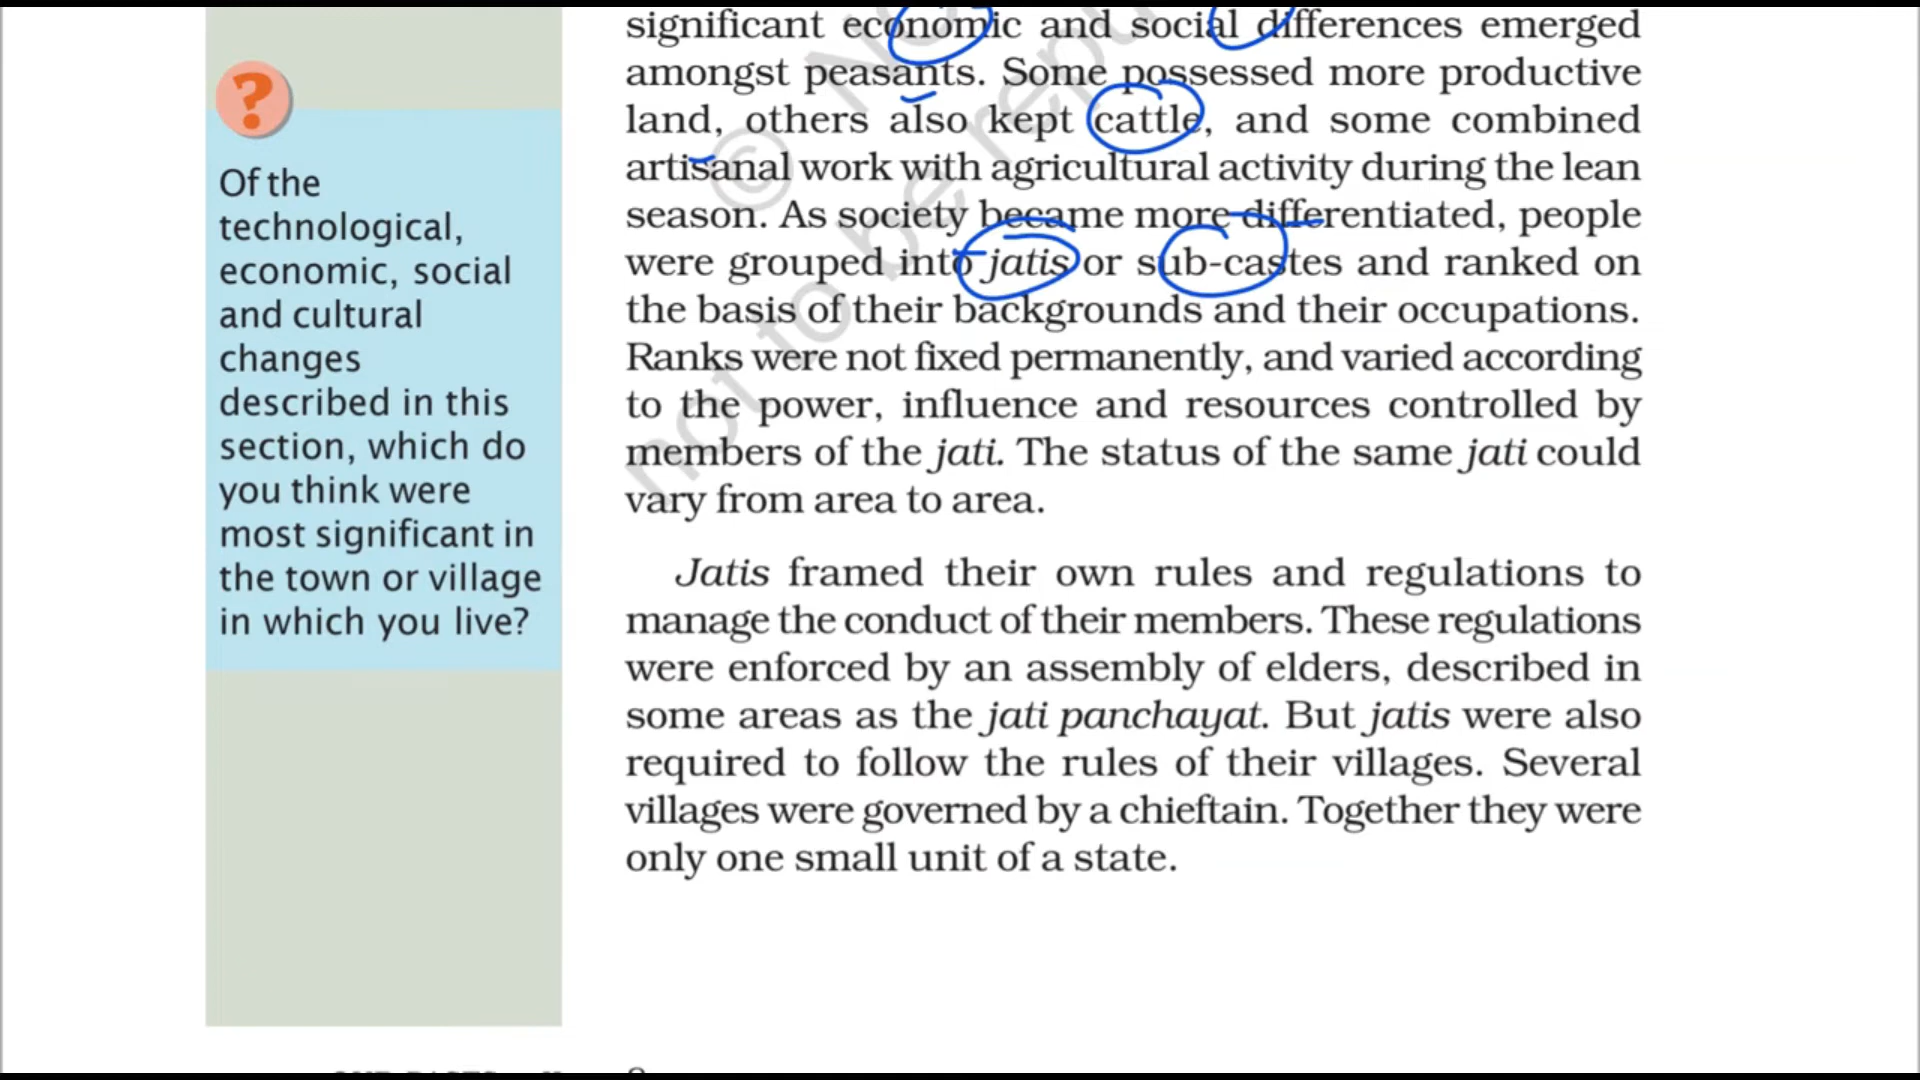 Of the
technological,
economic, social
and cultural
changes
described in this
section, which do
you think were
most significant in
the town or village
in which you live?
significant economic and social differences emerged
amongst peasants. Some possessed more productive
land, others also kept cattle, and some combined
artisanal work with agricultural activity during the lean
season. As society became more differentiated, people
were grouped into jatis or sub-castes and ranked on
the basis of their backgrounds and their occupations.
Ranks were not fixed permanently, and varied according
to the power, influence and resources controlled by
members of the jati. The status of the same jati could
vary from area to area.
Jatis framed their own rules and regulations to
manage the conduct of their members. These regulations
were enforced by an assembly of elders, described in
some areas as the jati panchayat. But jatis were also
required to follow the rules of their villages. Several
villages were governed by a chieftain. Together they were
only one small unit of a state.
©
not to be